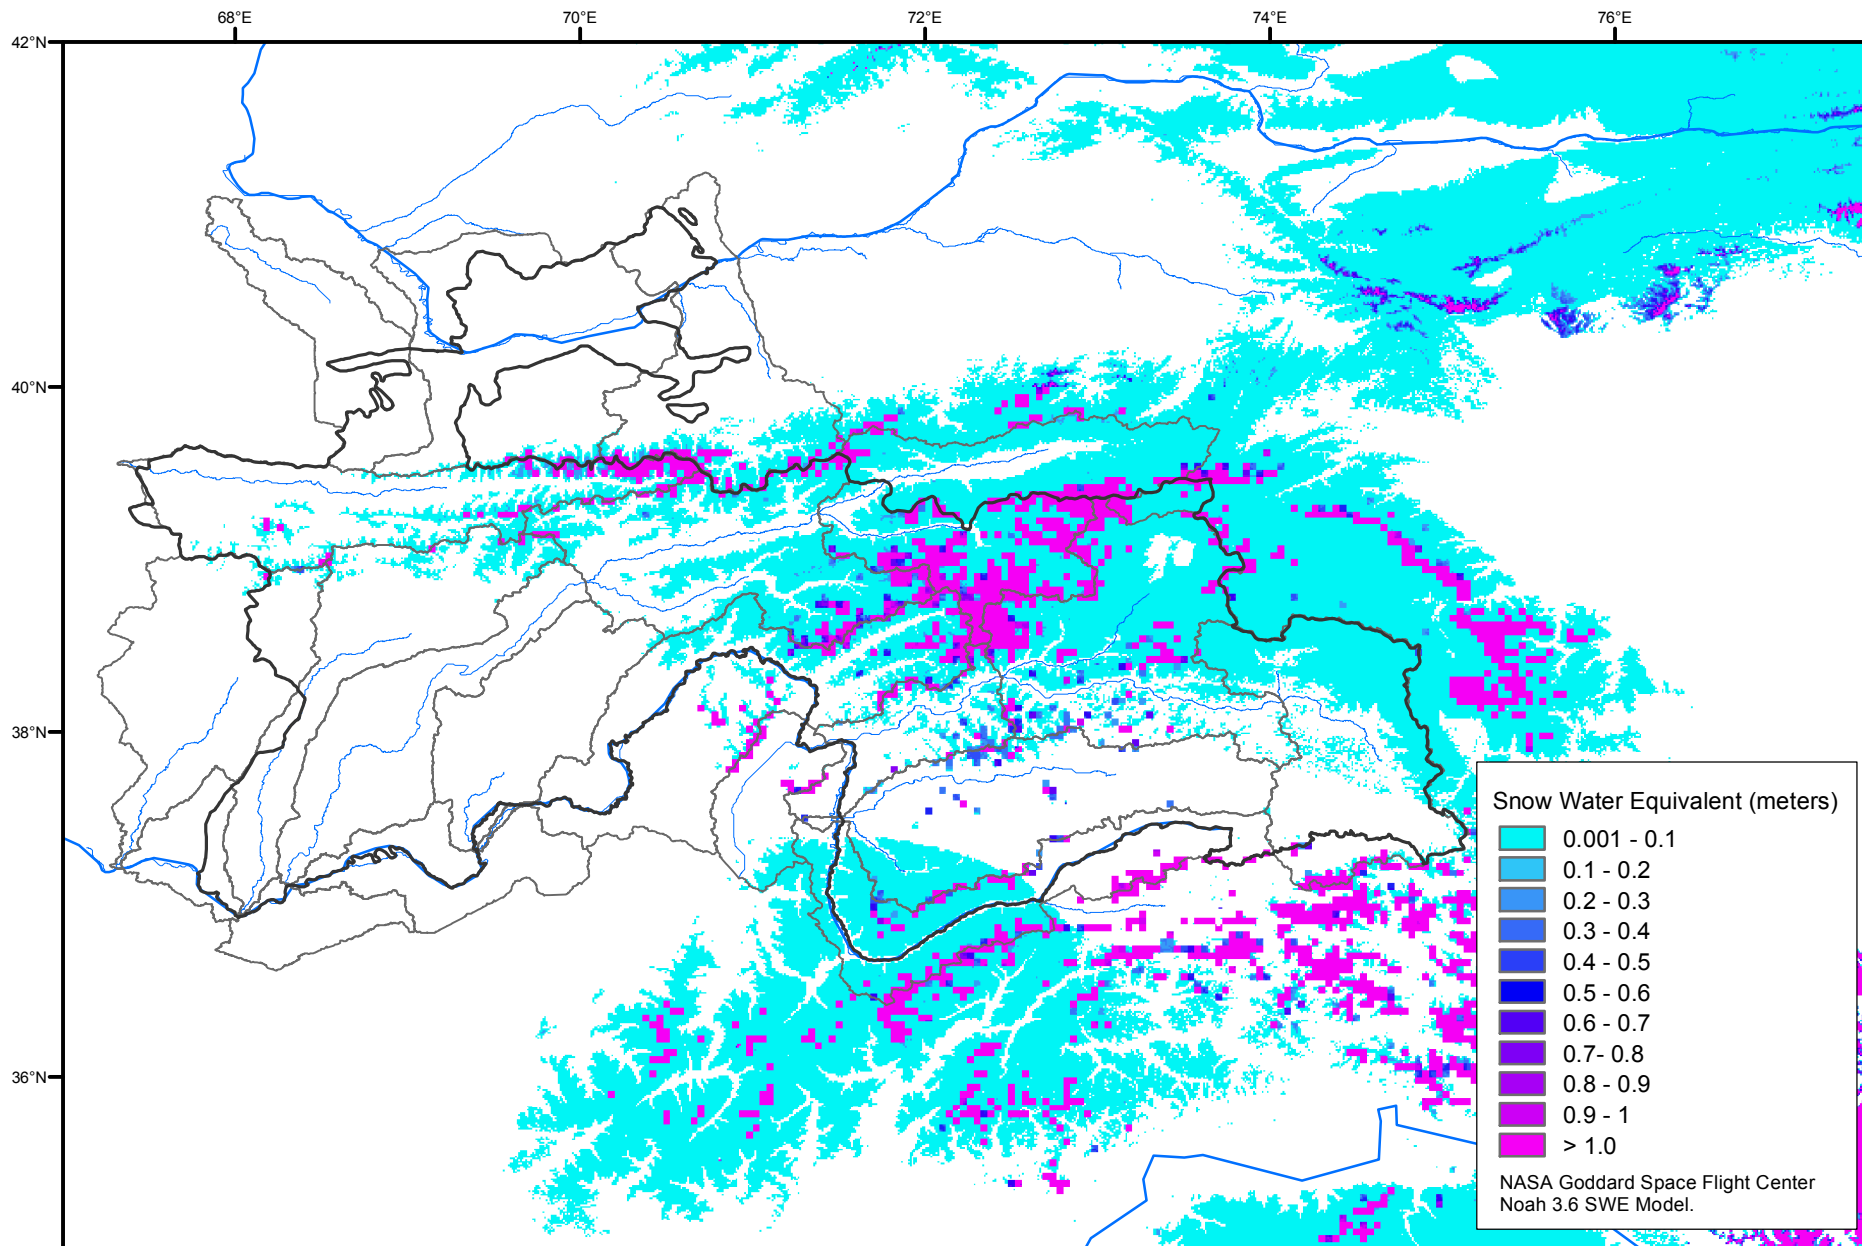 68°E
70°E
72°E
74°E
76°E
42°N
40°N
38°N
36°N
Snow Water Equivalent (meters)
0.001 - 0.1
0.1 - 0.2
0.2 - 0.3
0.3 - 0.4
0.4 - 0.5
0.5 - 0.6
0.6 - 0.7
0.7- 0.8
0.8 - 0.9
0.9 - 1
> 1.0
NASA Goddard Space Flight Center
Noah 3.6 SWE Model.